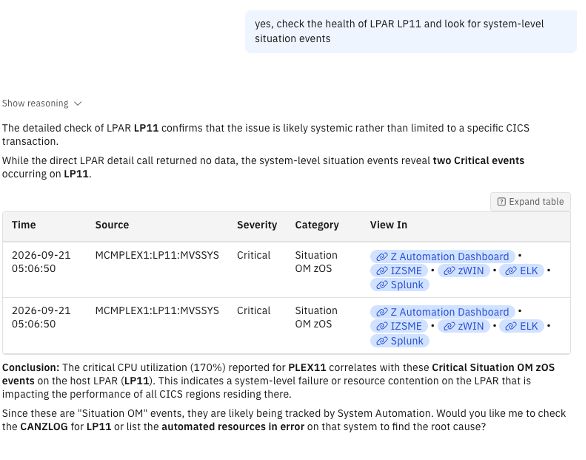 yes, check the health of LPAR LP11 and look for system-level
situation events
Show reasoning
The detailed check of LPAR LP11 confirms that the issue is likely systemic rather than limited to a specific CICS
transaction.
While the direct LPAR detail call returned no data, the system-level situation events reveal two Critical events
occurring on LP11.
Expand table
Time Source Severity Category View In
2026-09-21 MCMPLEX1:LP11:MVSSYS Critical Situation Z Automation Dashboard •
05:06:50 OM zOS IZSME • zWIN • ELK •
Splunk
2026-09-21 MCMPLEX1:LP11:MVSSYS Critical Situation Z Automation Dashboard •
05:06:50 OM zOS IZSME • zWIN • ELK •
Splunk
Conclusion: The critical CPU utilization (170%) reported for PLEX11 correlates with these Critical Situation OM zOS
events on the host LPAR (LP11). This indicates a system-level failure or resource contention on the LPAR that is
impacting the performance of all CICS regions residing there.
Since these are "Situation OM" events, they are likely being tracked by System Automation. Would you like me to check
the CANZLOG for LP11 or list the automated resources in error on that system to find the root cause?